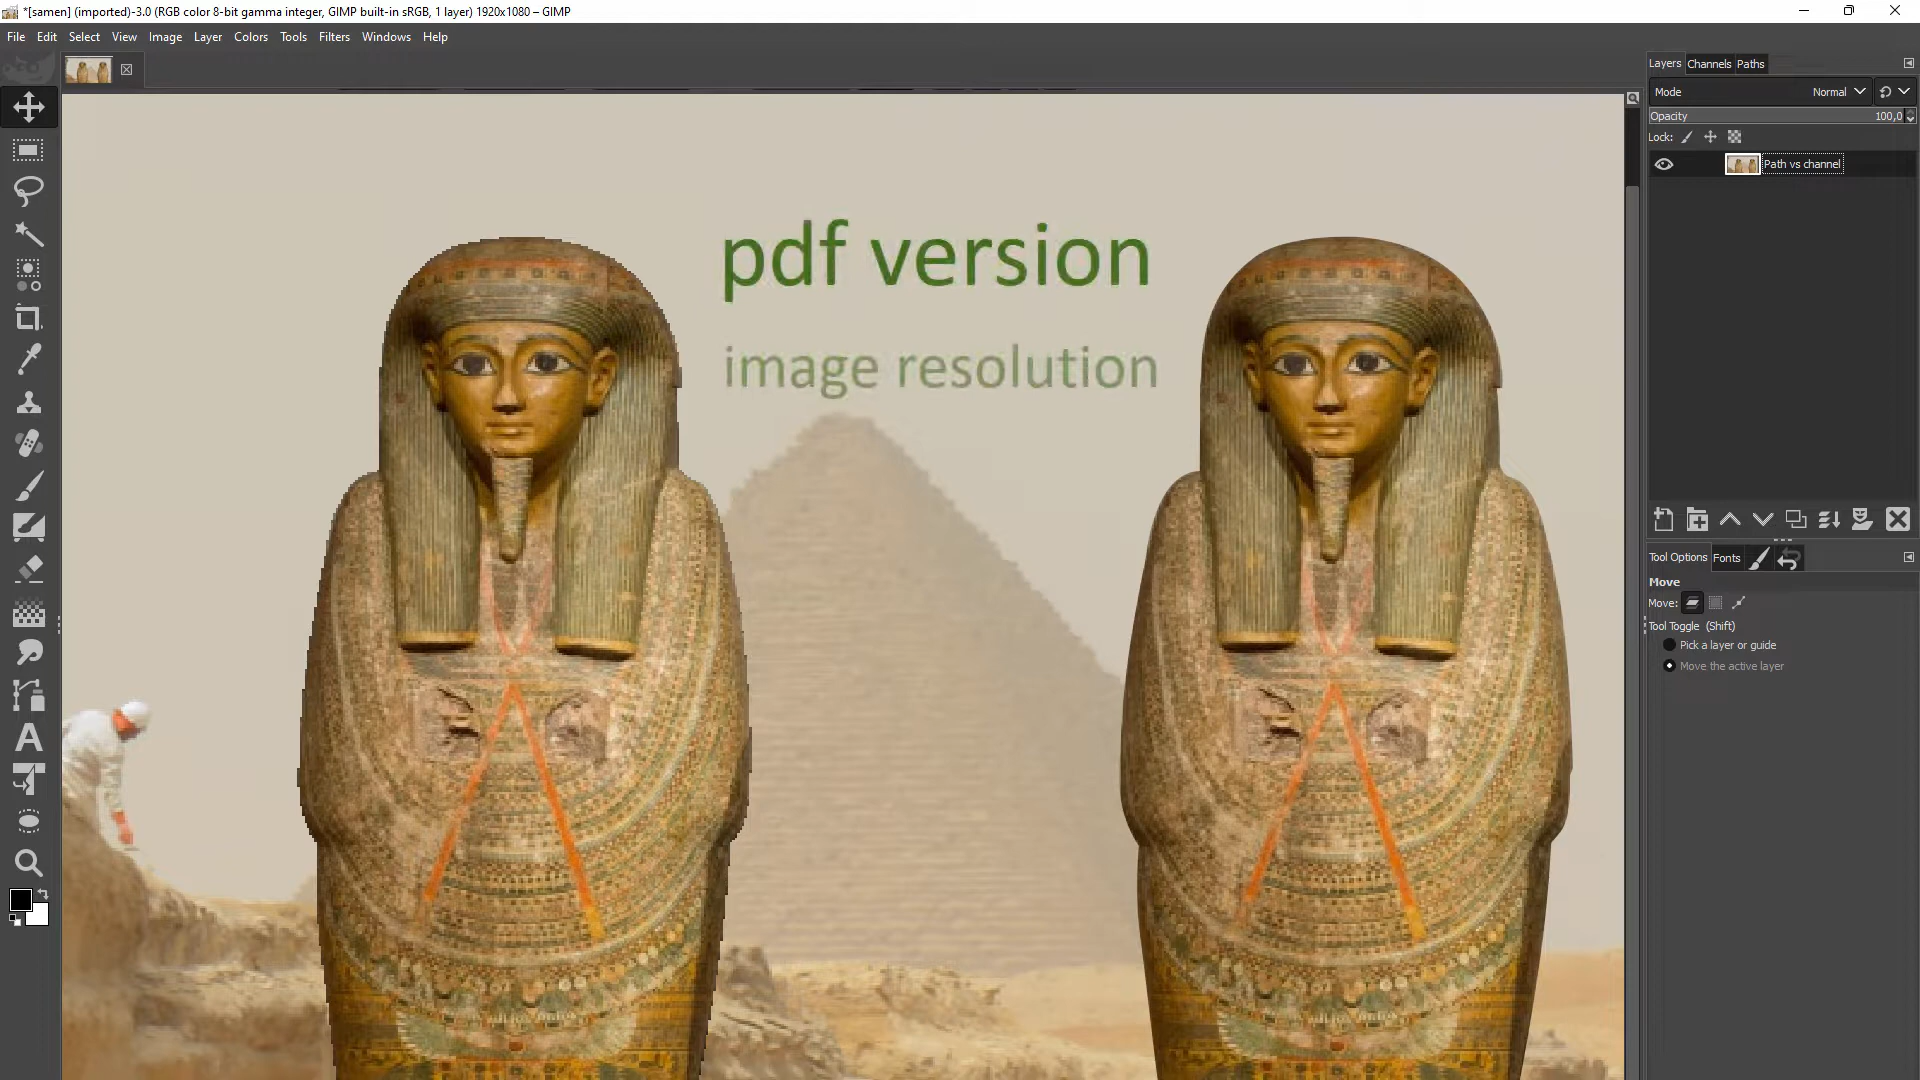 *[samen] (imported)-3.0 (RGB color 8-bit gamma integer, GIMP built-in sRGB, 1 layer) 1920x1080 – GIMP
File Edit Select View Image Layer Colors Tools Filters Windows Help
Layers Channels Paths
Mode Normal
Opacity 100,0
Lock:
Path vs channel
pdf version
image resolution
Tool Options Fonts
Move
Move:
Tool Toggle (Shift)
Pick a layer or guide
Move the active layer